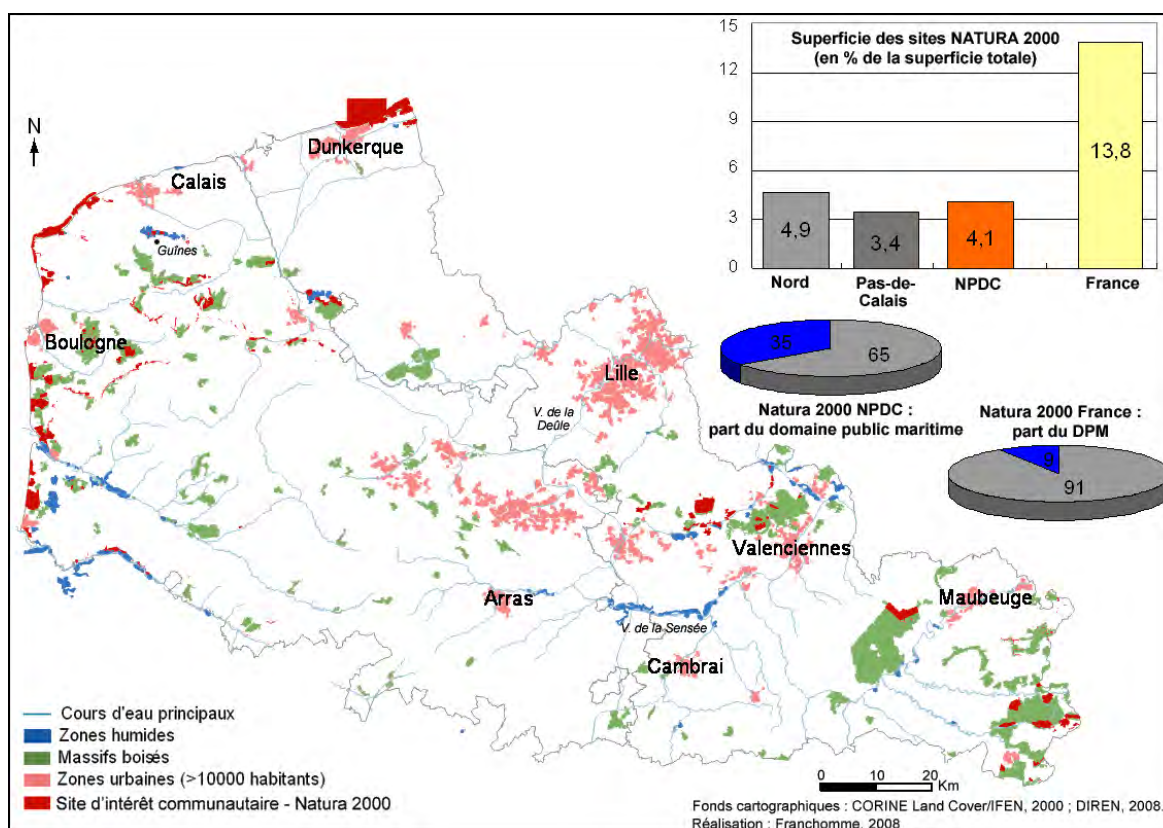 15
Superficie des sites NATURA 2000
(en % de la superficie totale)
12
9
6
3
0
4,9
3,4
4,1
13,8
Nord
Pas-de-
Calais
NPDC
France
35
65
Natura 2000 NPDC :
part du domaine public maritime
Natura 2000 France :
part du DPM
9
91
N
Dunkerque
Calais
Guînes
Boulogne
Lille
V. de la
Deûle
Valenciennes
Arras
Maubeuge
V. de la Sensée
Cambrai
Cours d'eau principaux
Zones humides
Massifs boisés
Zones urbaines (>10000 habitants)
Site d'intérêt communautaire - Natura 2000
0 10 20
Km
Fonds cartographiques : CORINE Land Cover/IFEN, 2000 ; DIREN, 2008.
Réalisation : Franchomme, 2008